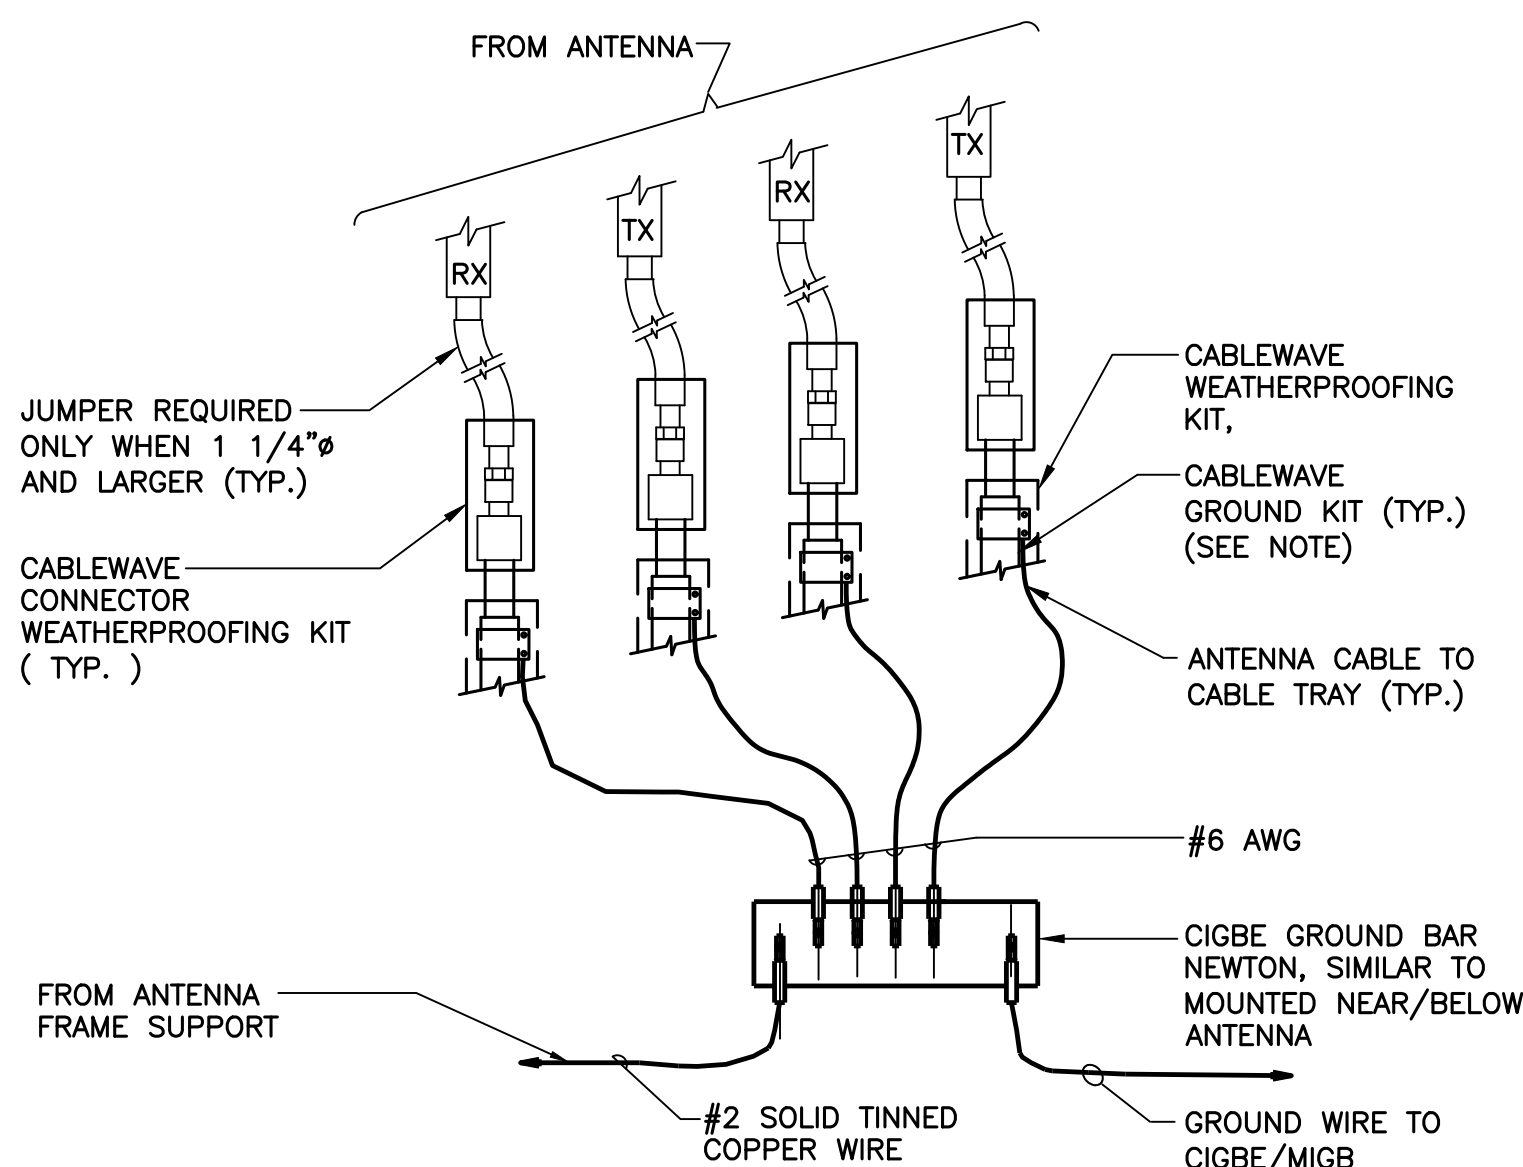 FROM ANTENNA
TX
RX
TX
RX
JUMPER REQUIRED
ONLY WHEN 1 1/4"ø
AND LARGER (TYP.)
CABLEWAVE
CONNECTOR
WEATHERPROOFING KIT
( TYP. )
CABLEWAVE
WEATHERPROOFING
KIT,
CABLEWAVE
GROUND KIT (TYP.)
(SEE NOTE)
ANTENNA CABLE TO
CABLE TRAY (TYP.)
#6 AWG
CIGBE GROUND BAR
NEWTON, SIMILAR TO
MOUNTED NEAR/BELOW
ANTENNA
FROM ANTENNA
FRAME SUPPORT
#2 SOLID TINNED
COPPER WIRE
GROUND WIRE TO
CIGBE/MIGB